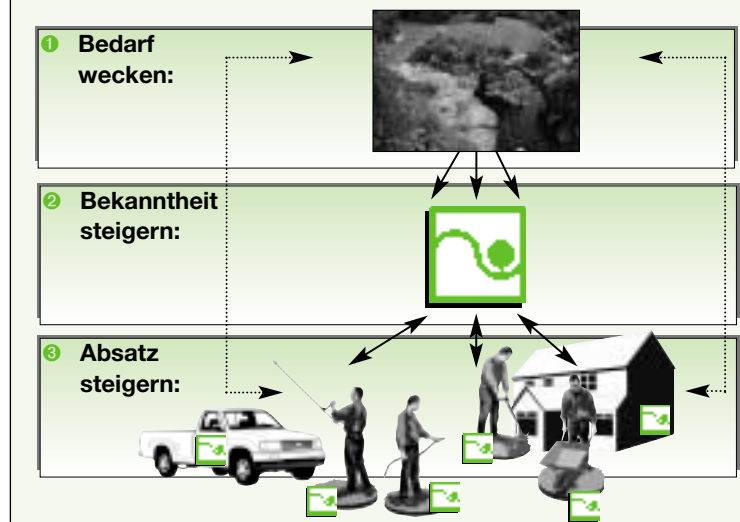 ❶ Bedarf
wecken:
❷ Bekanntheit
steigern:
❸ Absatz
steigern: